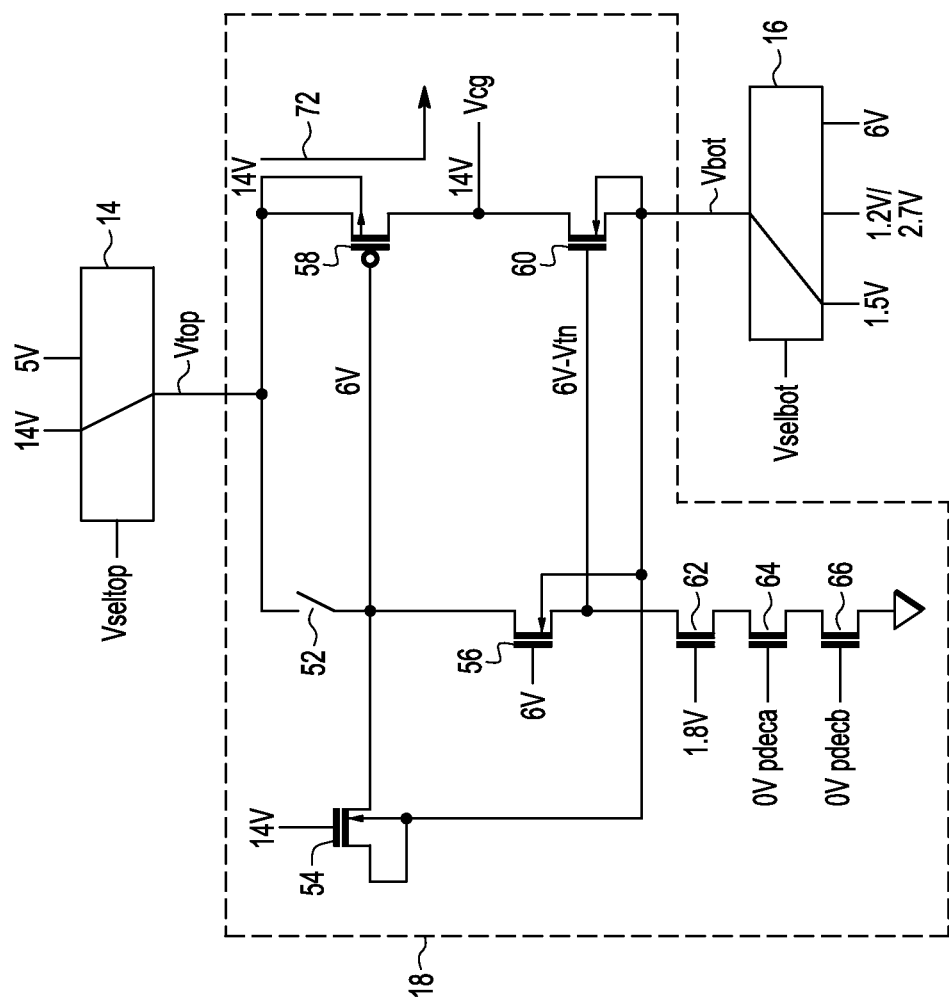 14V
5V
14
Vseltop
Vtop
14V
72
14V
52
58
54
6V
14V
Vcg
56
60
6V
6V-Vtn
62
1.8V
Vbot
64
0V pdeca
66
0V pdecb
16
Vselbot
1.5V
1.2V/
2.7V
6V
18